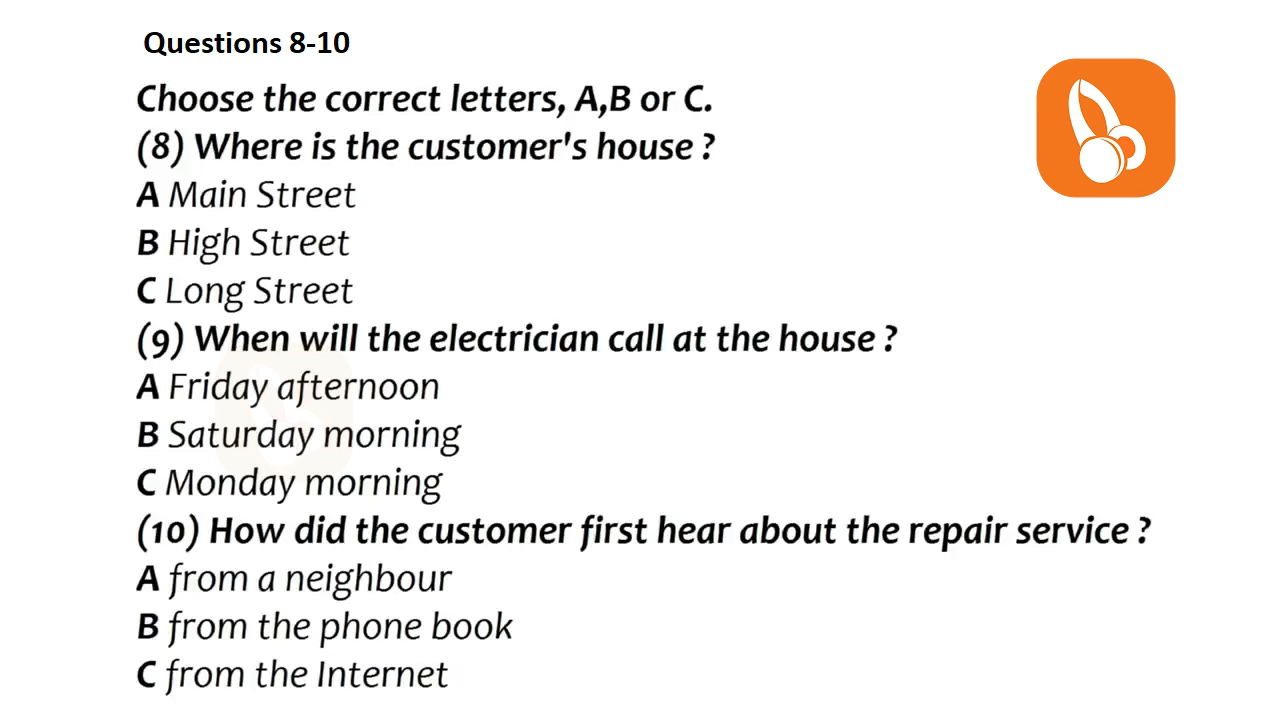 Questions 8-10
Choose the correct letters, A,B or C.
(8) Where is the customer's house ?
A Main Street
B High Street
C Long Street
(9) When will the electrician call at the house ?
A Friday afternoon
B Saturday morning
C Monday morning
(10) How did the customer first hear about the repair service ?
A from a neighbour
B from the phone book
C from the Internet